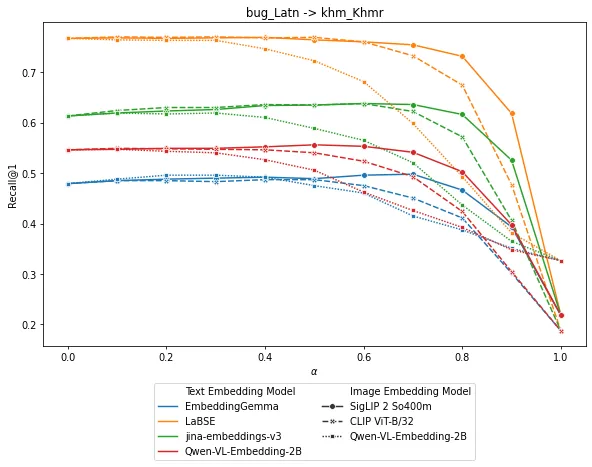 bug_Latn -> khm_Khmr
Recall@1
0.7
0.6
0.5
0.4
0.3
0.2
0.0 0.2 0.4 0.6 0.8 1.0
α
Text Embedding Model Image Embedding Model
EmbeddingGemma SigLIP 2 So400m
LaBSE CLIP ViT-B/32
jina-embeddings-v3 Qwen-VL-Embedding-2B
Qwen-VL-Embedding-2B